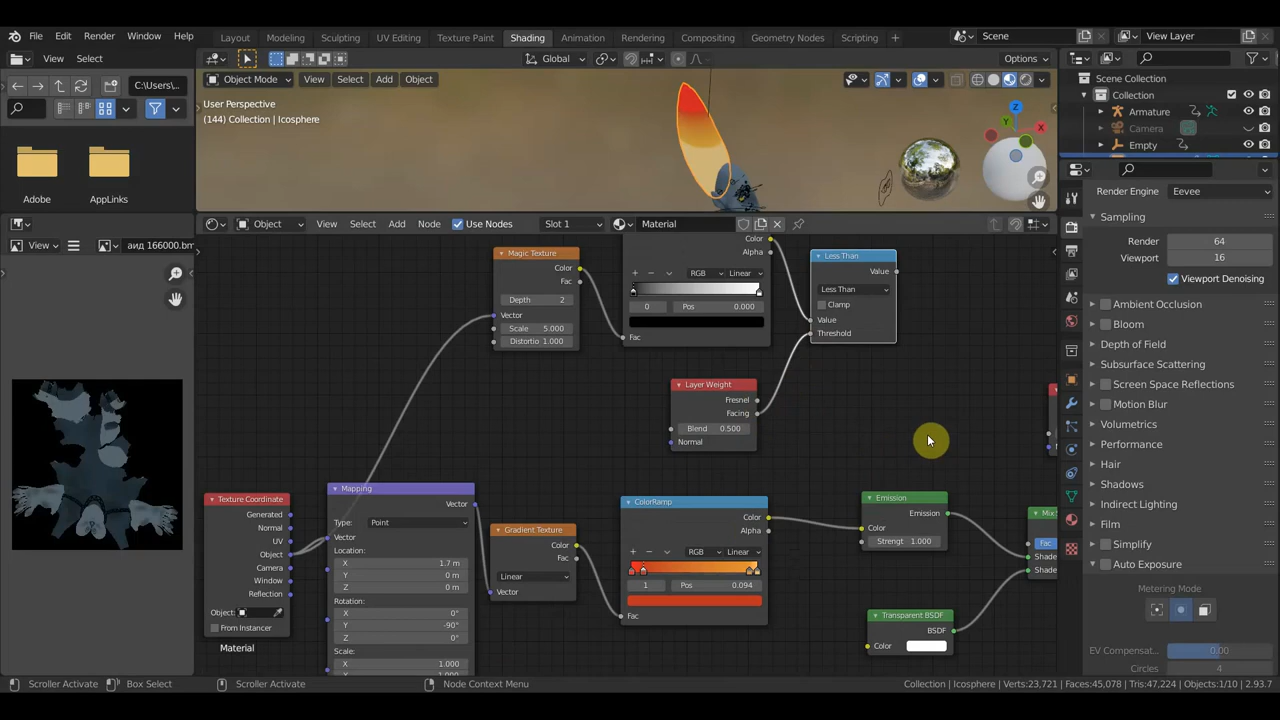 File Edit Render Window Help Layout Modeling Sculpting UV Editing Texture Paint Shading Animation Rendering Compositing Geometry Nodes Scripting + Scene View Layer
View Select Global Options
C:\Users\...
Object Mode View Select Add Object
User Perspective
(144) Collection | Icosphere
Z
Y
X
Scene Collection
Collection
Armature
Camera
Empty
Adobe AppLinks
Render Engine Eevee
Sampling
Render 64
Viewport 16
Viewport Denoising
Ambient Occlusion
Bloom
Depth of Field
Subsurface Scattering
Screen Space Reflections
Motion Blur
Volumetrics
Performance
Hair
Shadows
Indirect Lighting
Film
Simplify
Auto Exposure
Metering Mode
EV Compensat... 0.00
Circles 4
View аид 166000.bm
Object View Select Add Node Use Nodes Slot 1 Material
Magic Texture
Color
Fac
Depth 2
Vector
Scale 5.000
Distortio 1.000
Color
Alpha
RGB Linear
0 Pos 0.000
Fac
Less Than
Value
Less Than
Clamp
Value
Threshold
Layer Weight
Fresnel
Facing
Blend 0.500
Normal
Texture Coordinate
Generated
Normal
UV
Object
Camera
Window
Reflection
Object:
From Instancer
Material
Mapping
Vector
Type: Point
Vector
Location:
X 1.7 m
Y 0 m
Z 0 m
Rotation:
X 0°
Y -90°
Z 0°
Scale:
X 1.000
Gradient Texture
Color
Fac
Linear
Vector
ColorRamp
Color
Alpha
RGB Linear
1 Pos 0.094
Fac
Emission
Emission
Color
Strengt 1.000
Transparent BSDF
BSDF
Color
Fac
Shade
Shade
Scroller Activate Box Select Scroller Activate Node Context Menu Collection | Icosphere | Verts:23,721 | Faces:45,078 | Tris:47,224 | Objects:1/10 | 2.93.7